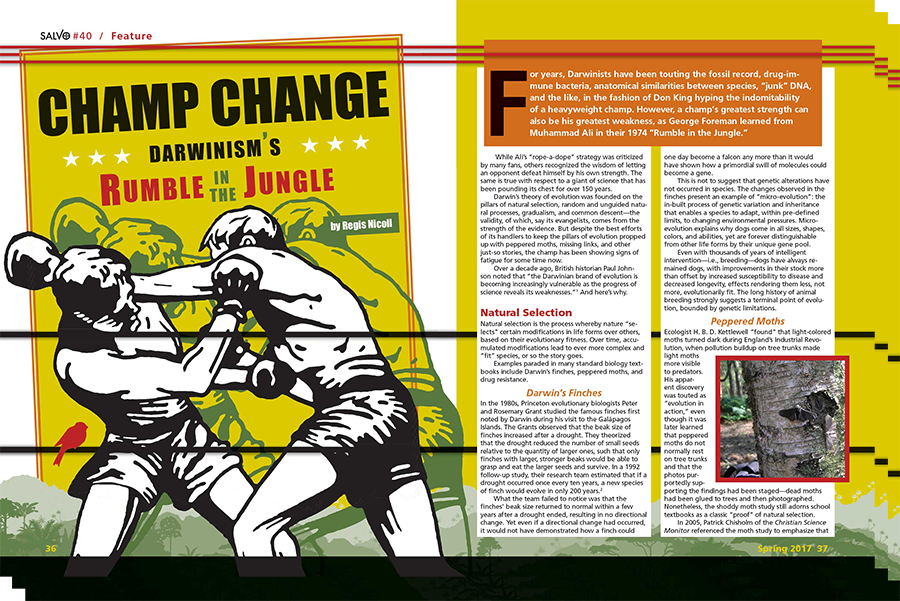 SALVO #40 / Feature
CHAMP CHANGE
DARWINISM'S
RUMBLE IN THE JUNGLE
by Regis Nicoll
For years, Darwinists have been touting the fossil record, drug-im-
mune bacteria, anatomical similarities between species, "junk" DNA,
and the like, in the fashion of Don King hyping the indomitability
of a heavyweight champ. However, a champ's greatest strength can
also be his greatest weakness, as George Foreman learned from
Muhammad Ali in their 1974 "Rumble in the Jungle."
While Ali's "rope-a-dope" strategy was criticized
by many fans, others recognized the wisdom of letting
an opponent defeat himself by his own strength. The
same is true with respect to a giant of science that has
been pounding its chest for over 150 years.
Darwin's theory of evolution was founded on the
pillars of natural selection, random and unguided natu-
ral processes, gradualism, and common descent—the
validity, of which, say its evangelists, comes from the
strength of the evidence. But despite the best efforts
of its handlers to keep the pillars of evolution propped
up with peppered moths, missing links, and other
just-so stories, the champ has been showing signs of
fatigue for some time now.
Over a decade ago, British historian Paul John-
son noted that "the Darwinian brand of evolution is
becoming increasingly vulnerable as the progress of
science reveals its weaknesses."1 And here's why.
Natural Selection
Natural selection is the process whereby nature "se-
lects" certain modifications in life forms over others,
based on their evolutionary fitness. Over time, accu-
mulated modifications lead to ever more complex and
"fit" species, or so the story goes.
Examples paraded in many standard biology text-
books include Darwin's finches, peppered moths, and
drug resistance.
Darwin's Finches
In the 1980s, Princeton evolutionary biologists Peter
and Rosemary Grant studied the famous finches first
noted by Darwin during his visit to the Galápagos
Islands. The Grants observed that the beak size of
finches increased after a drought. They theorized
that the drought reduced the number of small seeds
relative to the quantity of larger ones, such that only
finches with larger, stronger beaks would be able to
grasp and eat the larger seeds and survive. In a 1992
follow-up study, their research team estimated that if a
drought occurred once every ten years, a new species
of finch would evolve in only 200 years.2
What the team failed to notice was that the
finches' beak size returned to normal within a few
years after a drought ended, resulting in no directional
change. Yet even if a directional change had occurred,
it would not have demonstrated how a finch could
one day become a falcon any more than it would
have shown how a primordial swill of molecules could
become a gene.
This is not to suggest that genetic alterations have
not occurred in species. The changes observed in the
finches present an example of "micro-evolution": the
in-built process of genetic variation and inheritance
that enables a species to adapt, within pre-defined
limits, to changing environmental pressures. Micro-
evolution explains why dogs come in all sizes, shapes,
colors, and abilities, yet are forever distinguishable
from other life forms by their unique gene pool.
Even with thousands of years of intelligent
intervention—i.e., breeding—dogs have always re-
mained dogs, with improvements in their stock more
than offset by increased susceptibility to disease and
decreased longevity, effects rendering them less, not
more, evolutionarily fit. The long history of animal
breeding strongly suggests a terminal point of evolu-
tion, bounded by genetic limitations.
Peppered Moths
Ecologist H. B. D. Kettlewell "found" that light-colored
moths turned dark during England's Industrial Revo-
lution, when pollution buildup on tree trunks made
light moths
more visible
to predators.
His appar-
ent discovery
was touted as
"evolution in
action," even
though it was
later learned
that peppered
moths do not
normally rest
on tree trunks
and that the
photos pur-
portedly sup-
porting the findings had been staged—dead moths
had been glued to trees and then photographed.
Nonetheless, the shoddy moth study still adorns school
textbooks as a classic "proof" of natural selection.
In 2005, Patrick Chisholm of the Christian Science
Monitor referenced the moth study to emphasize that
36
Spring 2017 37